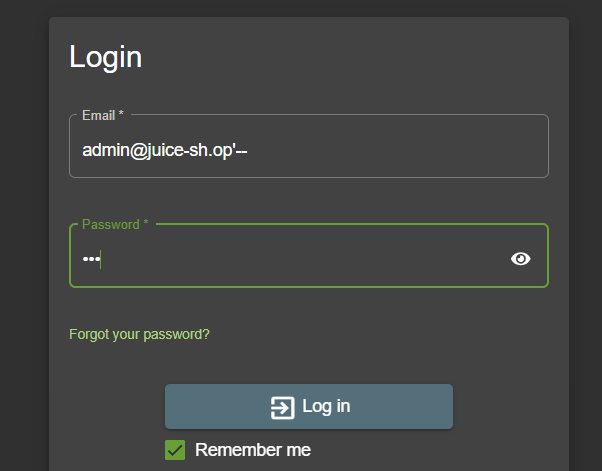 Login
Email *
admin@juice-sh.op'--
Password *
•••
Forgot your password?
Log in
Remember me